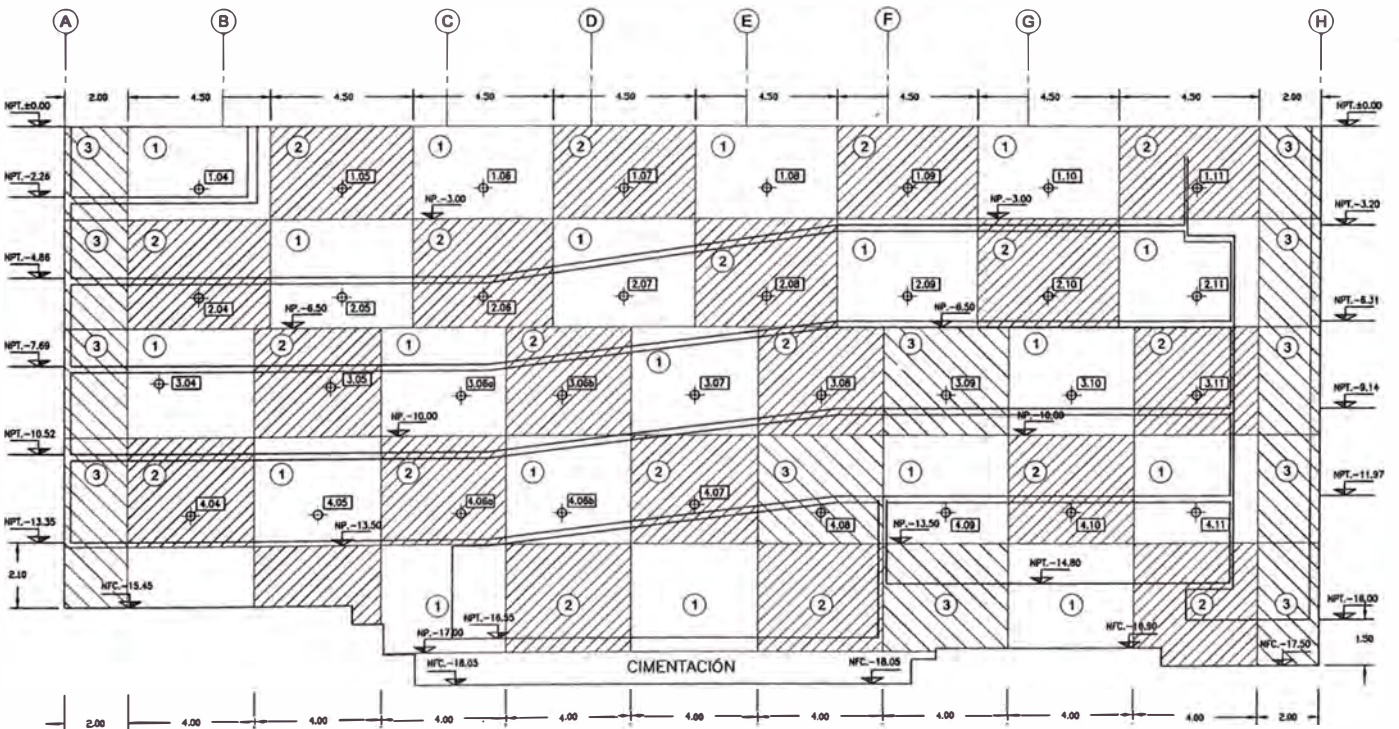 A B C D E F G H
2.00 4.50 4.50 4.50 4.50 4.50 4.50 4.50 4.50 2.00
NPT.±0.00 NPT.±0.00
3 1 2 1 2 1 2 1 2 3
1.04 1.05 1.06 1.07 1.08 1.09 1.10 1.11
NPT.-2.26 NP.-3.00 NP.-3.00 NPT.-3.20
3 2 1 2 1 2 1 2 1 3
NPT.-4.86
2.04 2.05 2.06 2.07 2.08 2.09 2.10 2.11
NP.-6.50 NP.-6.50 NPT.-6.31
3 1 2 1 2 1 2 3 1 2 3
NPT.-7.69
3.04 3.05 3.06a 3.06b 3.07 3.08 3.09 3.10 3.11
NPT.-9.14
NP.-10.00 NP.-10.00
NPT.-10.52
3 2 1 2 1 2 3 1 2 1 3
NPT.-11.97
4.04 4.05 4.06a 4.06b 4.07 4.08 4.09 4.10 4.11
NPT.-13.35 NP.-13.50 NP.-13.50
2.10 NPT.-14.80
NFC.-15.45
1 2 1 2 3 1 2 3
NPT.-16.55 NPT.-16.00
NP.-17.00 NFC.-16.90 1.50
NFC.-18.05 CIMENTACIÓN NFC.-18.05 NFC.-17.50
2.00 4.00 4.00 4.00 4.00 4.00 4.00 4.00 4.00 4.00 2.00